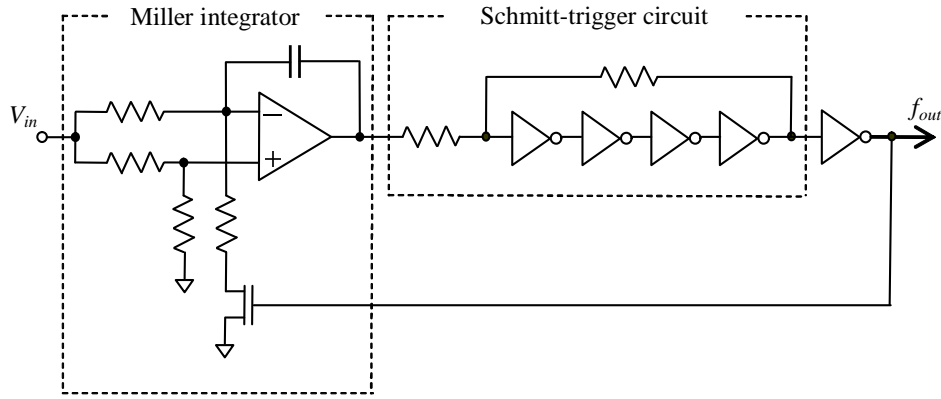 Miller integrator
Schmitt-trigger circuit
V_in
f_out
−
+